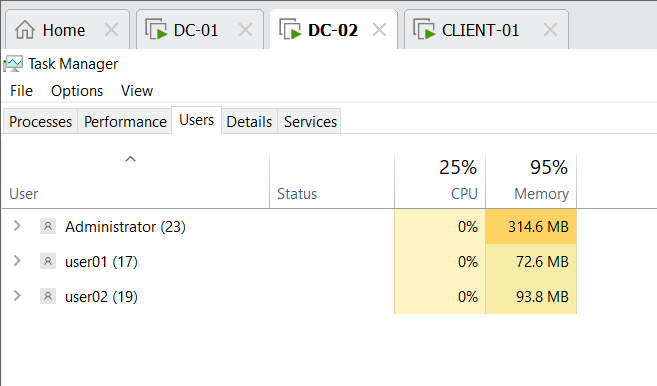 Home DC-01 DC-02 CLIENT-01
Task Manager
File Options View
Processes Performance Users Details Services
25% 95%
User Status CPU Memory
Administrator (23) 0% 314.6 MB
user01 (17) 0% 72.6 MB
user02 (19) 0% 93.8 MB